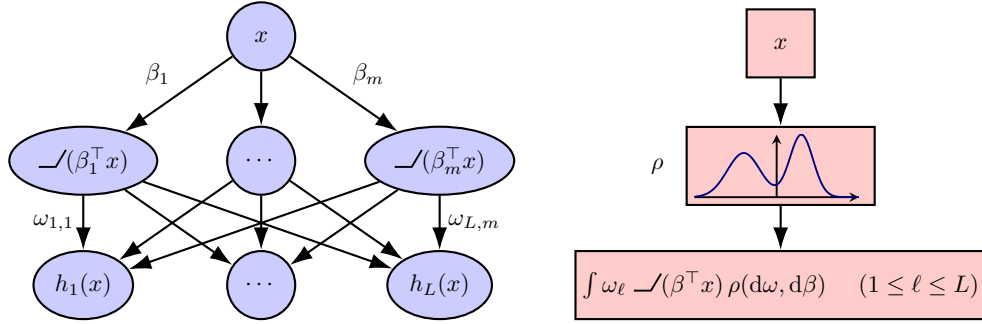 x
x
β_1
β_m
(β_1^⊤ x)
⋯
(β_m^⊤ x)
ρ
ω_{1,1}
ω_{L,m}
h_1(x)
⋯
h_L(x)
∫ ω_ℓ (β^⊤ x) ρ(dω, dβ) (1 ≤ ℓ ≤ L)